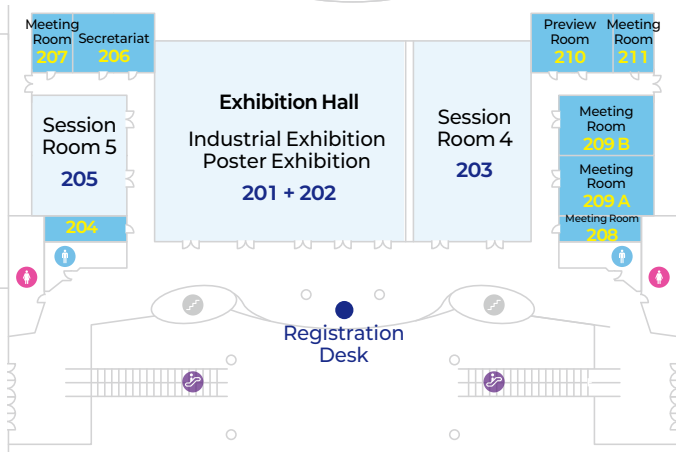 Meeting
Room
207
Secretariat
206
Preview
Room
210
Meeting
Room
211
Exhibition Hall
Industrial Exhibition
Poster Exhibition
201 + 202
Session
Room 4
203
Session
Room 5
205
Meeting
Room
209 B
Meeting
Room
209 A
204
Meeting Room
208
Registration
Desk